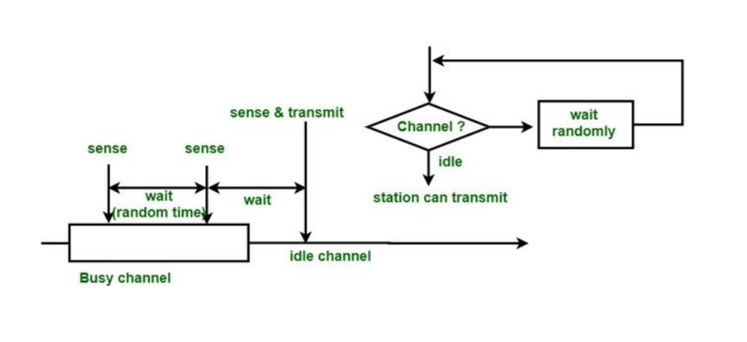 sense & transmit
sense
sense
wait
(random time)
wait
idle channel
Busy channel
Channel ?
wait
randomly
idle
station can transmit